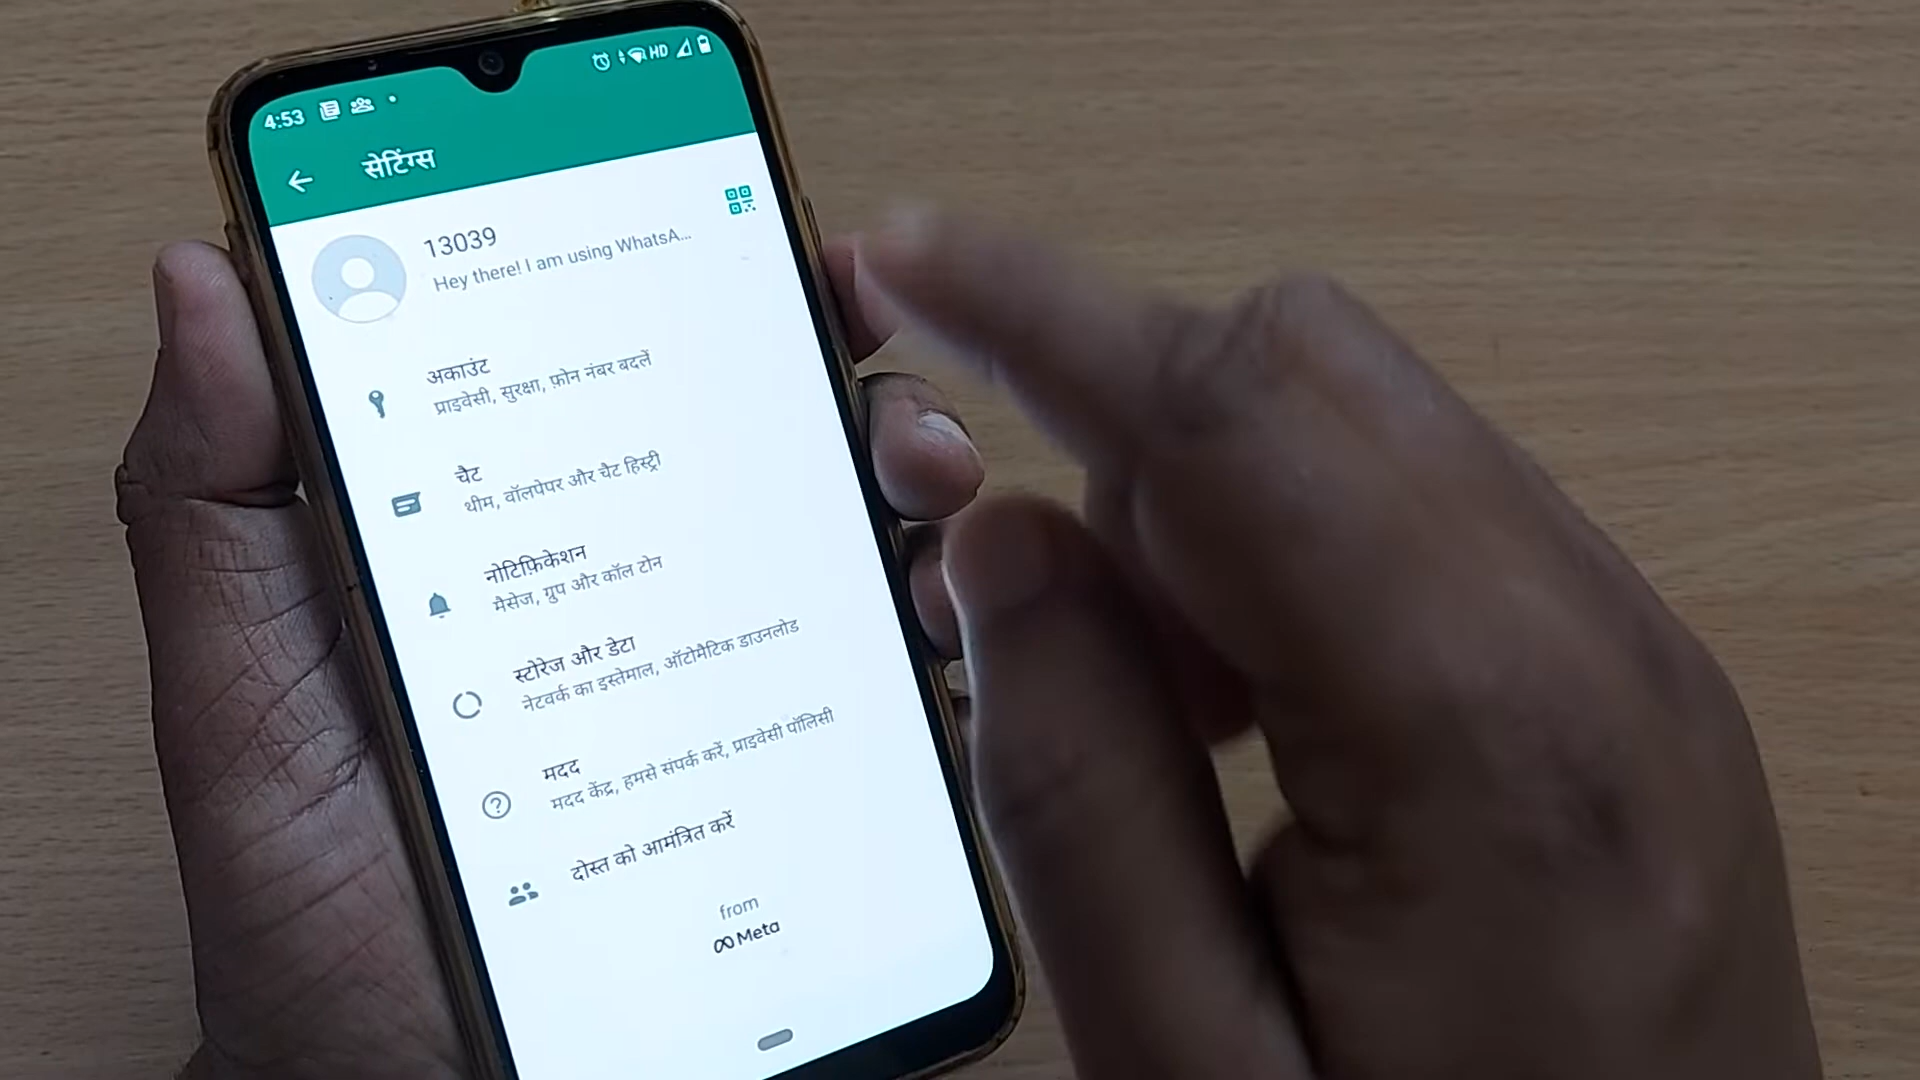 4:53 HD
सेटिंग्स
13039
Hey there! I am using WhatsA...
अकाउंट
प्राइवेसी, सुरक्षा, फ़ोन नंबर बदलें
चैट
थीम, वॉलपेपर और चैट हिस्ट्री
नोटिफ़िकेशन
मैसेज, ग्रुप और कॉल टोन
स्टोरेज और डेटा
नेटवर्क का इस्तेमाल, ऑटोमैटिक डाउनलोड
मदद
मदद केंद्र, हमसे संपर्क करें, प्राइवेसी पॉलिसी
दोस्त को आमंत्रित करें
from
Meta